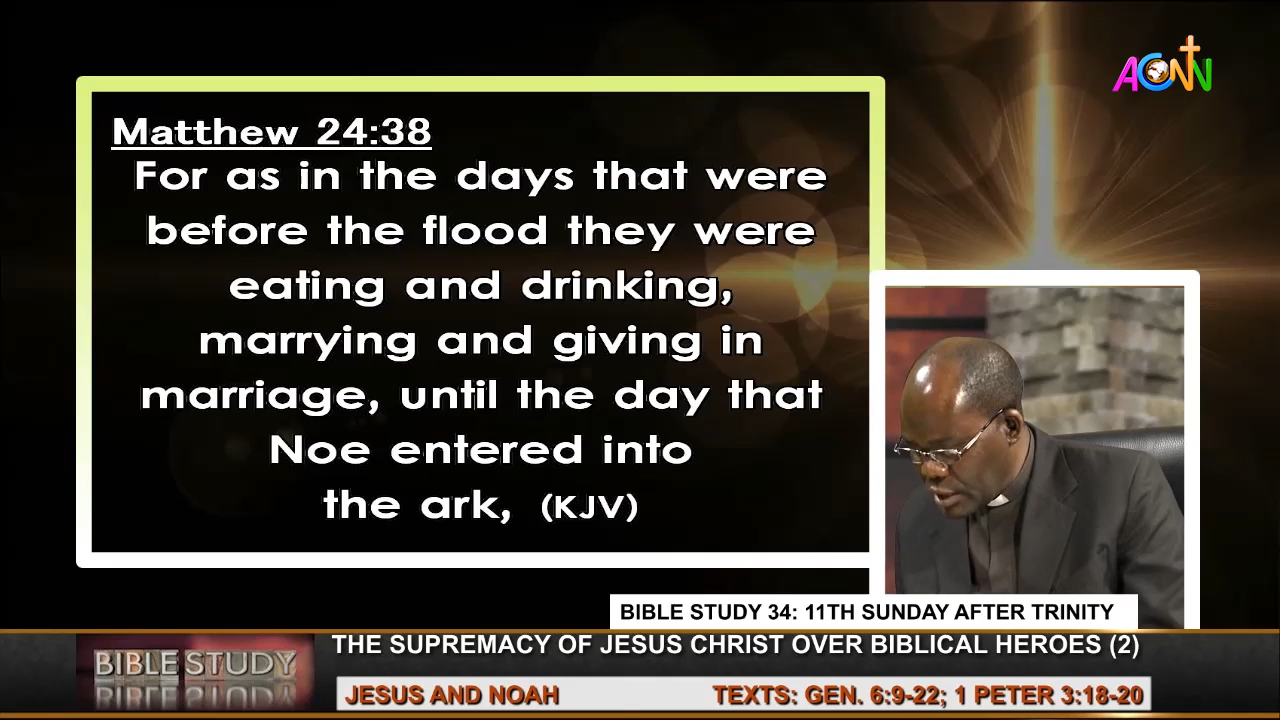 ACNN
Matthew 24:38
For as in the days that were
before the flood they were
eating and drinking,
marrying and giving in
marriage, until the day that
Noe entered into
the ark, (KJV)
BIBLE STUDY 34: 11TH SUNDAY AFTER TRINITY
THE SUPREMACY OF JESUS CHRIST OVER BIBLICAL HEROES (2)
BIBLE STUDY
JESUS AND NOAH TEXTS: GEN. 6:9-22; 1 PETER 3:18-20